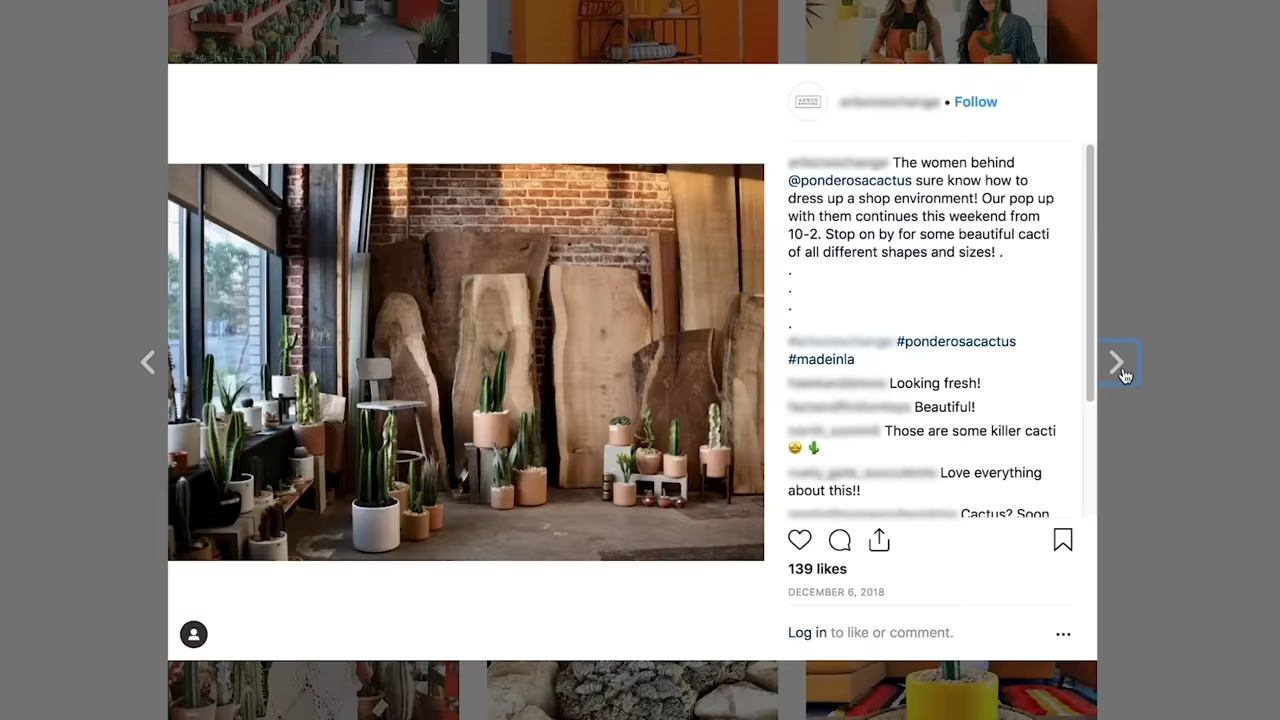 • Follow
The women behind
@ponderosacactus sure know how to
dress up a shop environment! Our pop up
with them continues this weekend from
10-2. Stop on by for some beautiful cacti
of all different shapes and sizes! .
.
.
.
.
#ponderosacactus
#madeinla
Looking fresh!
Beautiful!
Those are some killer cacti
🤩 🌵
Love everything
about this!!
Cactus? Soon
139 likes
DECEMBER 6, 2018
Log in to like or comment.